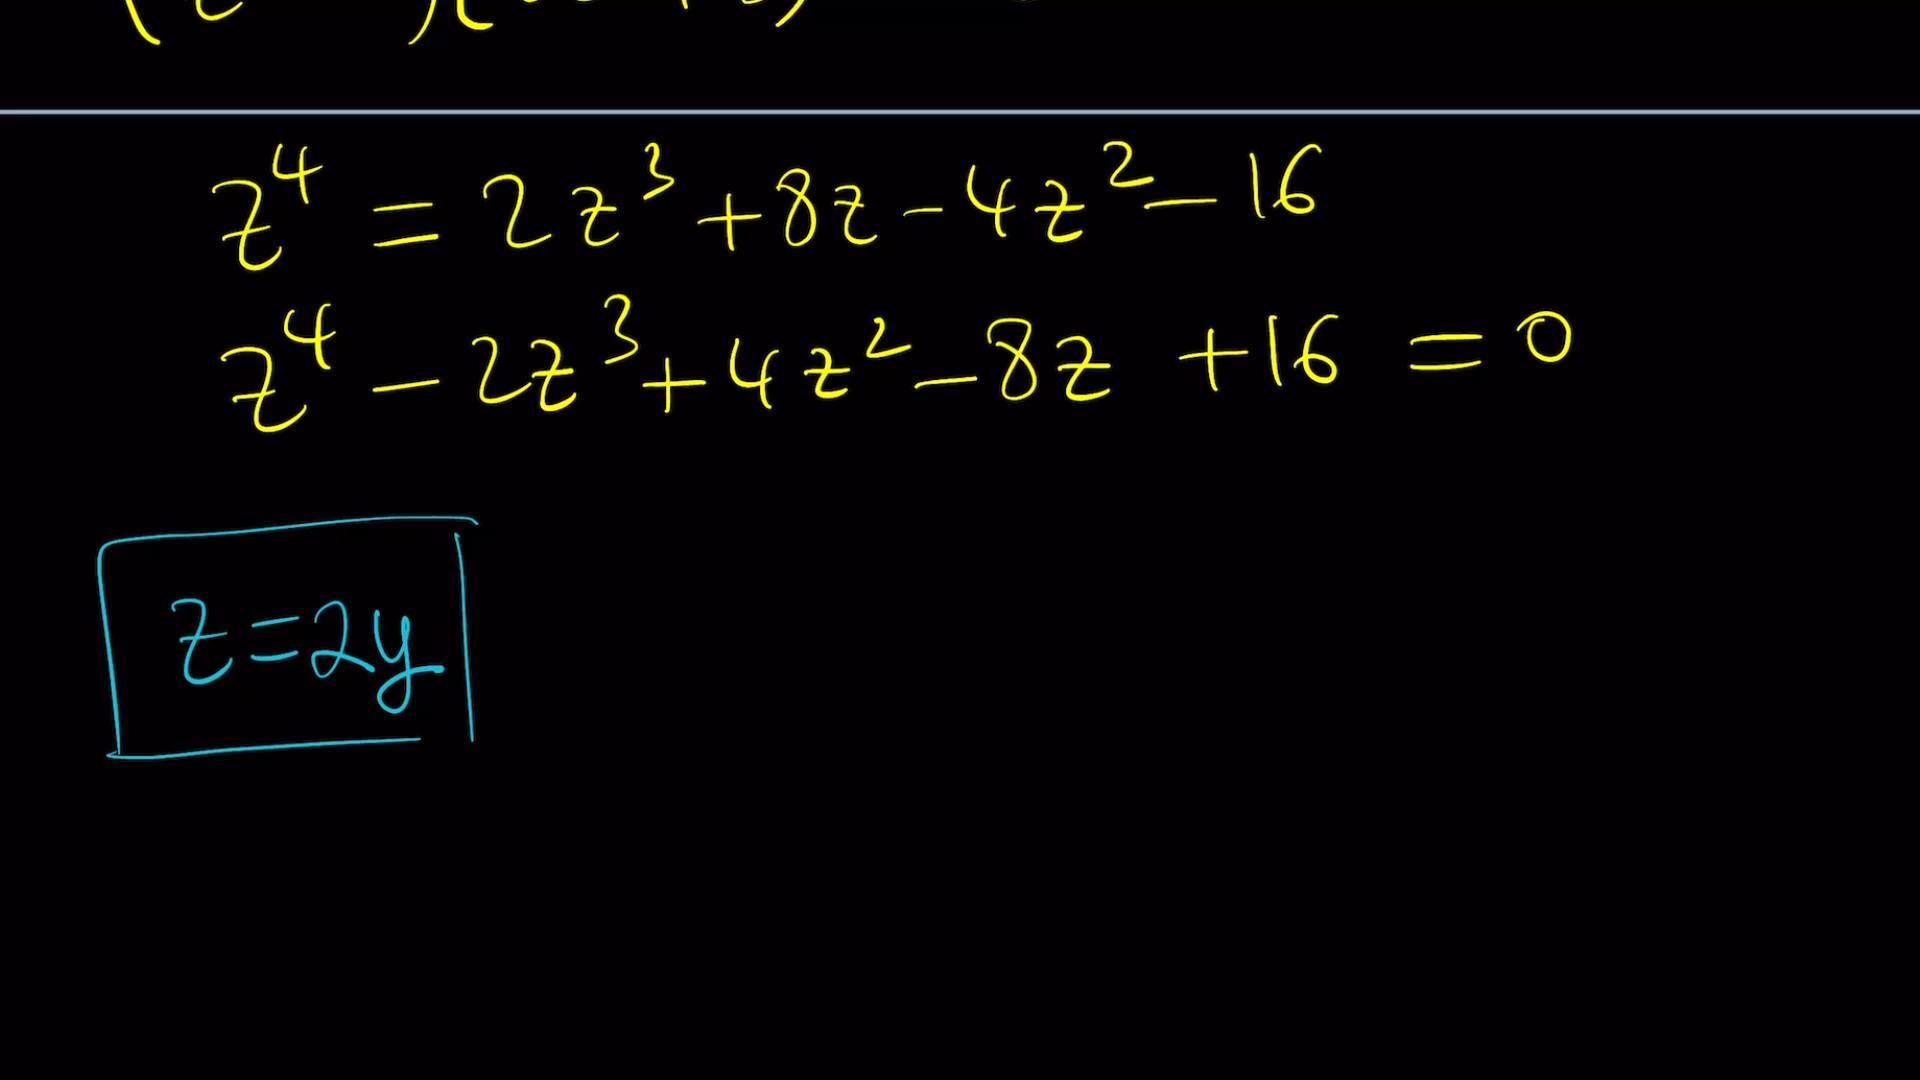 z⁴ = 2z³ + 8z - 4z² - 16
z⁴ - 2z³ + 4z² - 8z + 16 = 0
z = 2y